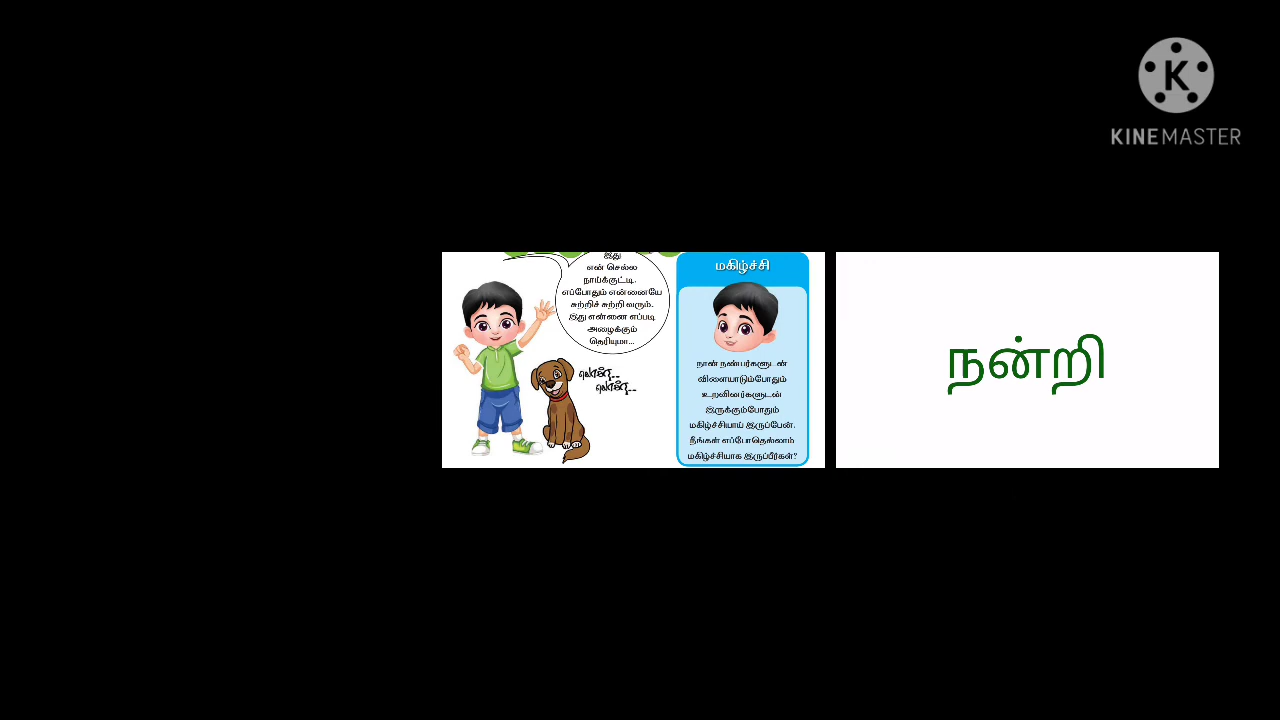 KINEMASTER
இது
என் செல்ல
நாய்க்குட்டி.
எப்போதும் என்னையே
சுற்றிச் சுற்றி வரும்.
இது என்னை எப்படி
அழைக்கும்
தெரியுமா...
மகிழ்ச்சி
நான் நண்பர்களுடன்
விளையாடும்போதும்
உறவினர்களுடன்
இருக்கும்போதும்
மகிழ்ச்சியாய் இருப்பேன்.
நீங்கள் எப்போதெல்லாம்
மகிழ்ச்சியாக இருப்பீர்கள்?
நன்றி